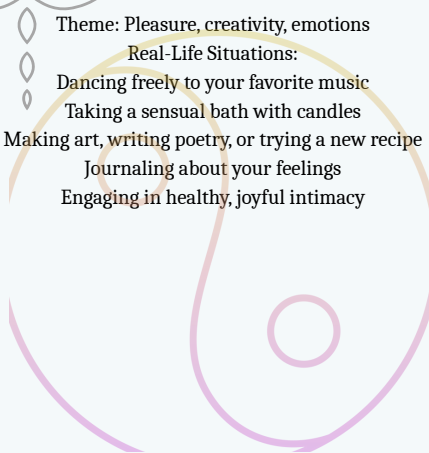 Theme: Pleasure, creativity, emotions
Real-Life Situations:
Dancing freely to your favorite music
Taking a sensual bath with candles
Making art, writing poetry, or trying a new recipe
Journaling about your feelings
Engaging in healthy, joyful intimacy